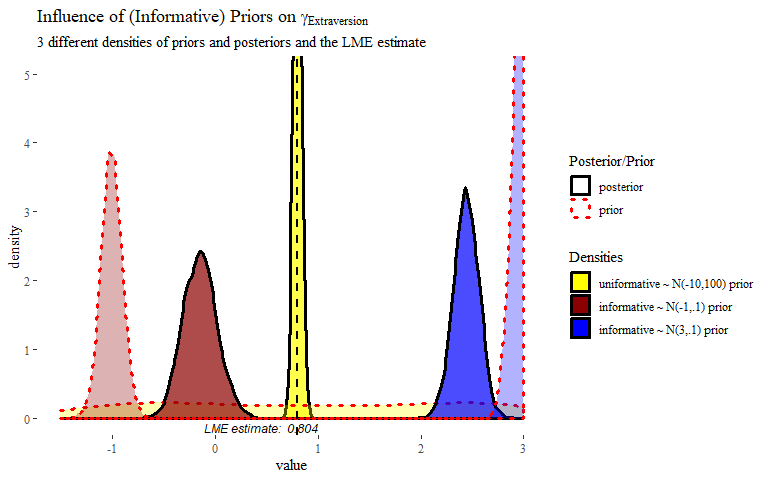 Influence of (Informative) Priors on γExtraversion
3 different densities of priors and posteriors and the LME estimate
density
5
4
3
2
1
0
LME estimate: 0.804
-1
0
1
2
3
value
Posterior/Prior
posterior
prior
Densities
uniformative ~ N(-10,100) prior
informative ~ N(-1,.1) prior
informative ~ N(3,.1) prior